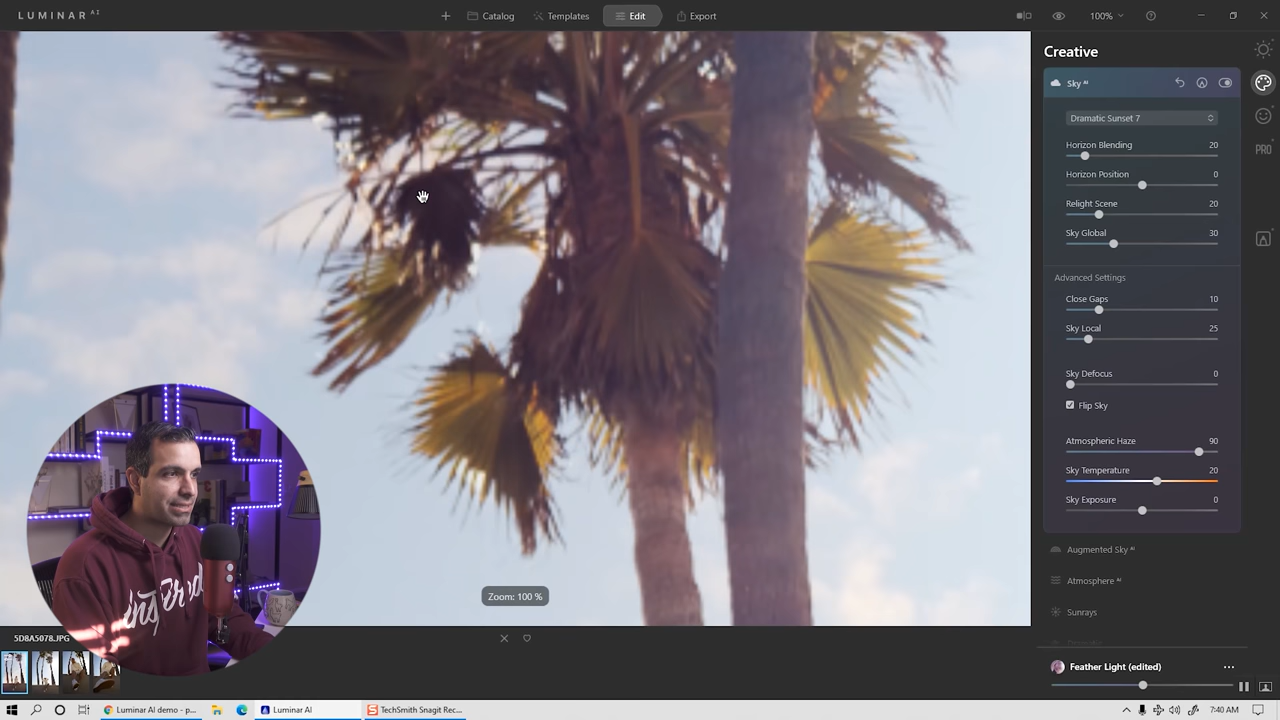 LUMINAR AI
+ Catalog Templates Edit Export
100%
Creative
Sky AI
Dramatic Sunset 7
Horizon Blending 20
Horizon Position 0
Relight Scene 20
Sky Global 30
Advanced Settings
Close Gaps 10
Sky Local 25
Sky Defocus 0
Flip Sky
Atmospheric Haze 90
Sky Temperature 20
Sky Exposure 0
Augmented Sky AI
Atmosphere AI
Sunrays
PRO
Zoom: 100 %
5D8A5078.JPG
Feather Light (edited)
...
Luminar AI demo - p...
Luminar AI
TechSmith Snagit Rec...
7:40 AM